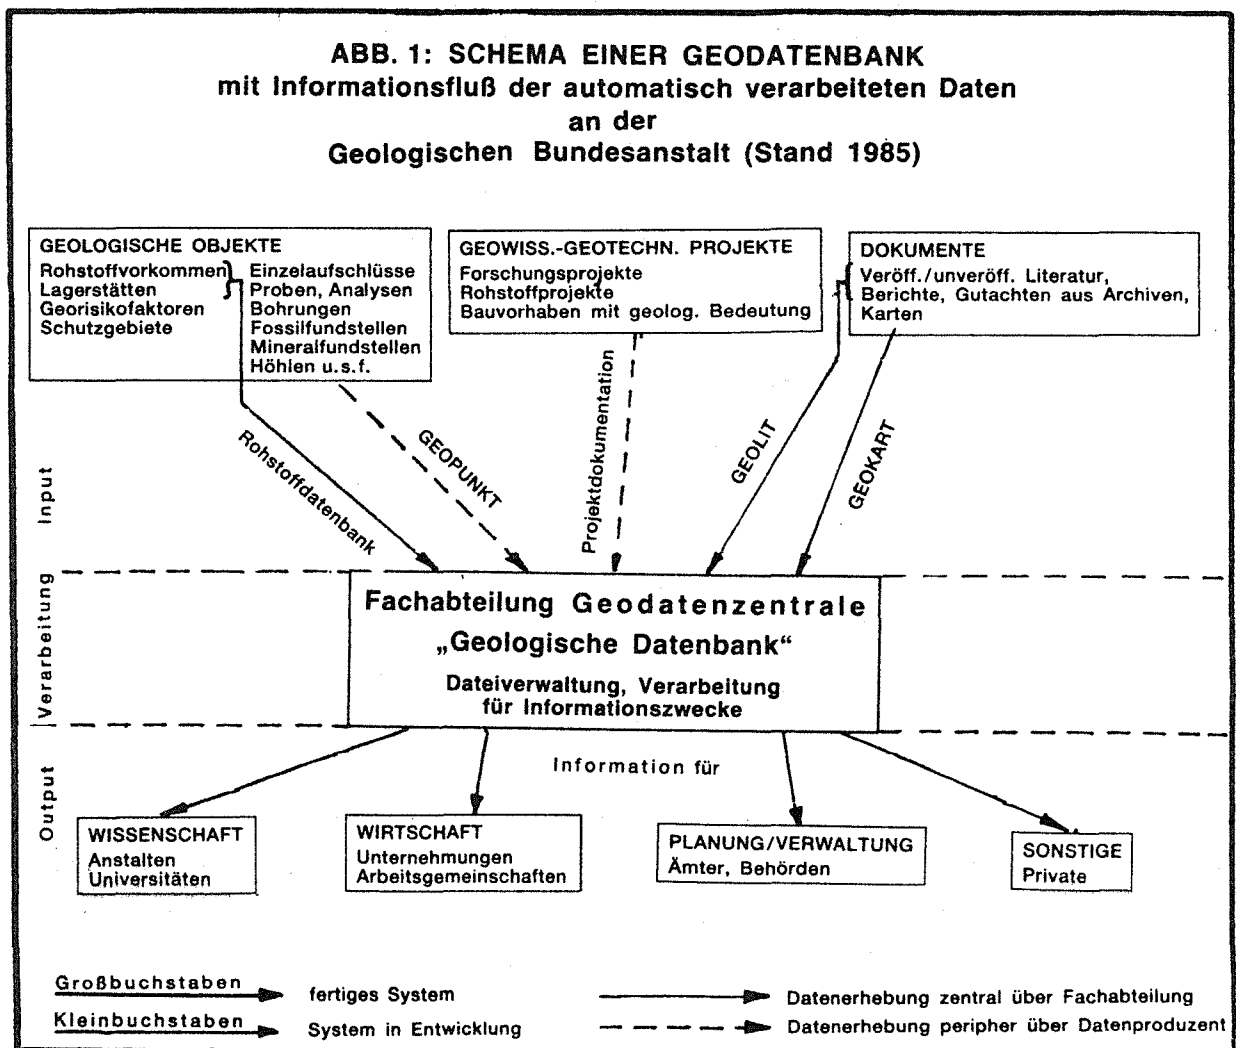 ABB. 1: SCHEMA EINER GEODATENBANK
mit Informationsfluß der automatisch verarbeiteten Daten
an der
Geologischen Bundesanstalt (Stand 1985)
GEOLOGISCHE OBJEKTE
Rohstoffvorkommen
Lagerstätten
Georisikofaktoren
Schutzgebiete
Einzelaufschlüsse
Proben, Analysen
Bohrungen
Fossilfundstellen
Mineralfundstellen
Höhlen u.s.f.
GEOWISS.-GEOTECHN. PROJEKTE
Forschungsprojekte
Rohstoffprojekte
Bauvorhaben mit geolog. Bedeutung
DOKUMENTE
Veröff./unveröff. Literatur,
Berichte, Gutachten aus Archiven,
Karten
Input
Rohstoffdatenbank
GEOPUNKT
Projektdokumentation
GEOLIT
GEOKART
Verarbeitung
Fachabteilung Geodatenzentrale
„Geologische Datenbank“
Dateiverwaltung, Verarbeitung
für Informationszwecke
Output
Information für
WISSENSCHAFT
Anstalten
Universitäten
WIRTSCHAFT
Unternehmungen
Arbeitsgemeinschaften
PLANUNG/VERWALTUNG
Ämter, Behörden
SONSTIGE
Private
Großbuchstaben fertiges System
Kleinbuchstaben System in Entwicklung
Datenerhebung zentral über Fachabteilung
Datenerhebung peripher über Datenproduzent